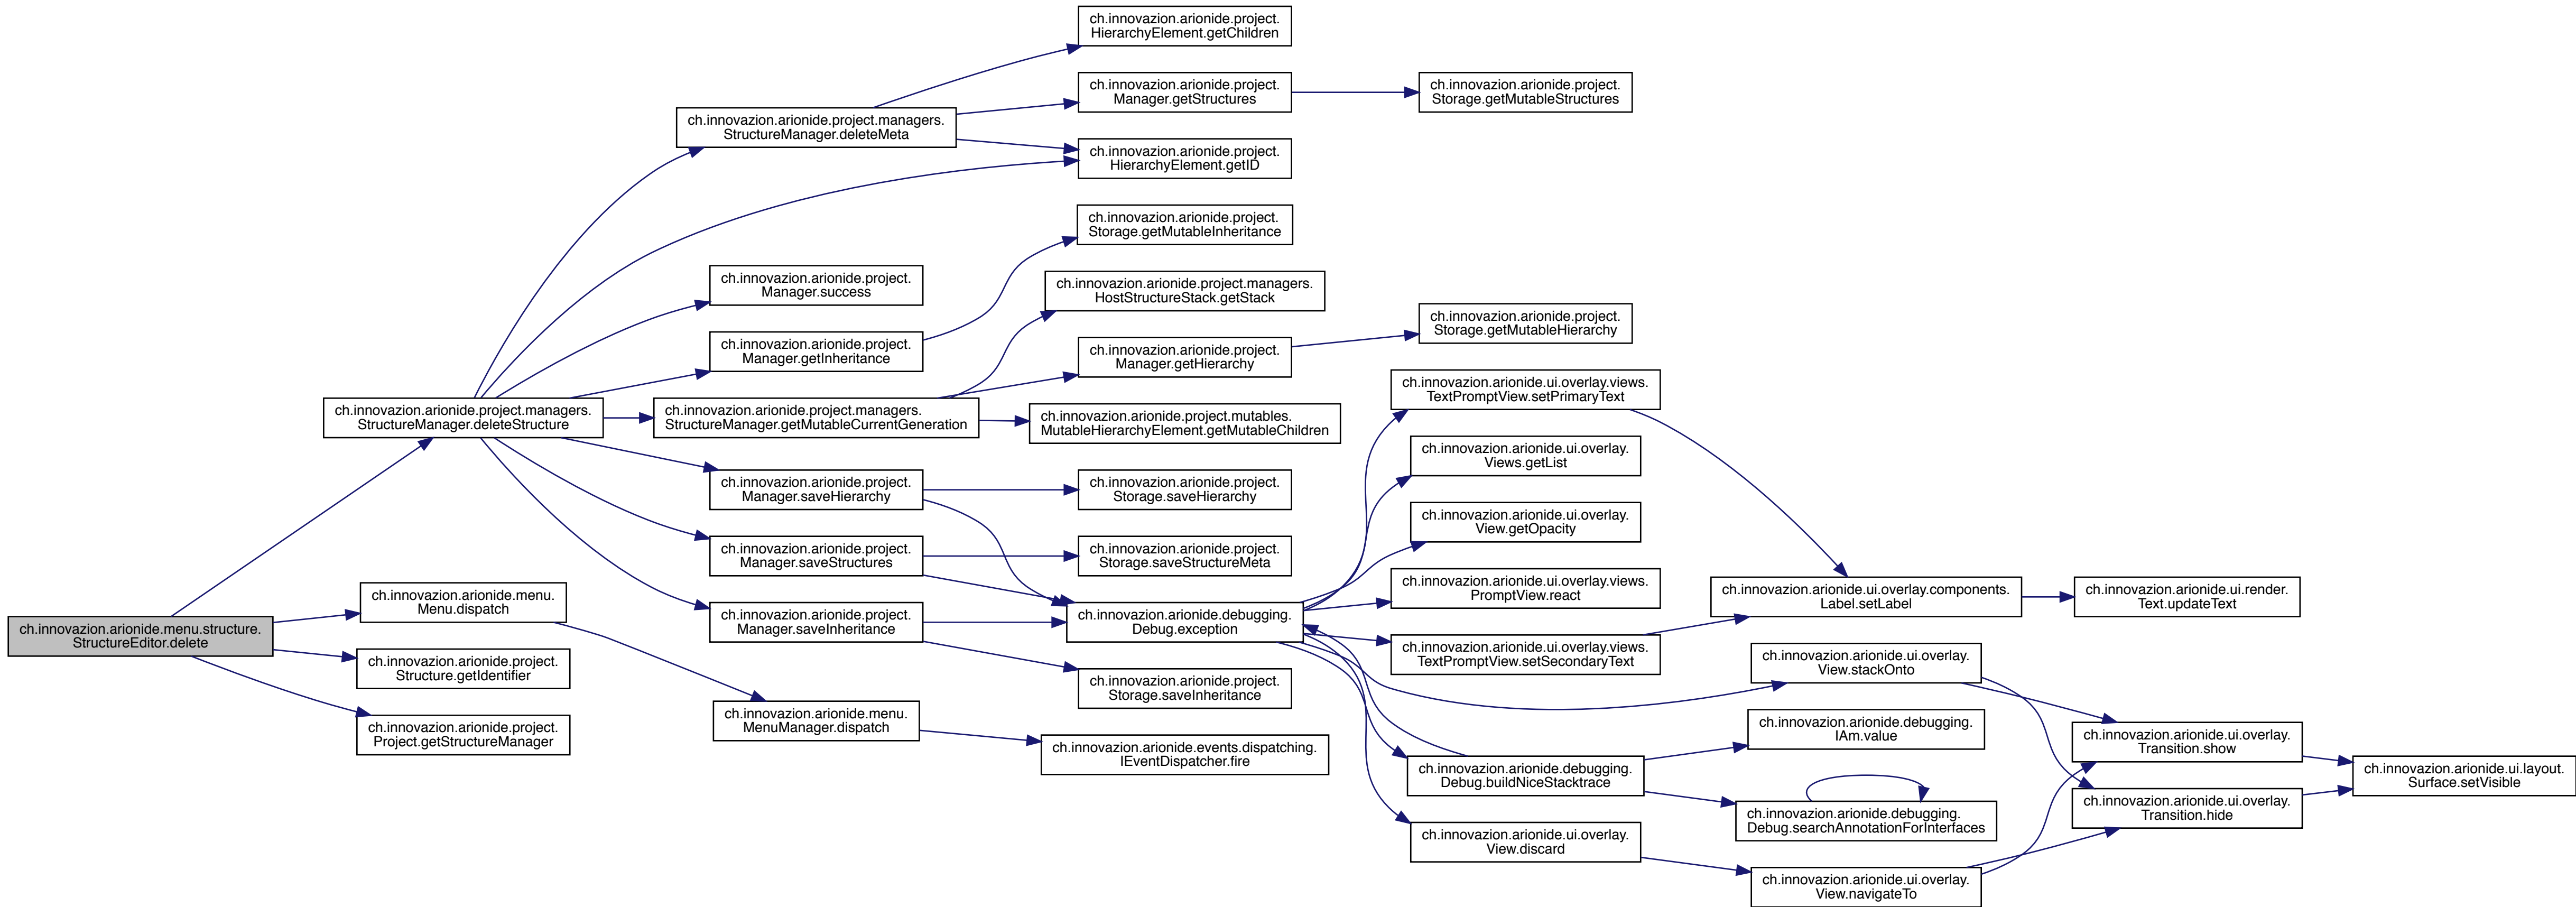 ch.innovazion.arionide.menu.structure.
StructureEditor.delete
ch.innovazion.arionide.project.managers.
StructureManager.deleteStructure
ch.innovazion.arionide.menu.
Menu.dispatch
ch.innovazion.arionide.project.
Structure.getIdentifier
ch.innovazion.arionide.project.
Project.getStructureManager
ch.innovazion.arionide.project.managers.
StructureManager.deleteMeta
ch.innovazion.arionide.project.
Manager.success
ch.innovazion.arionide.project.
Manager.getInheritance
ch.innovazion.arionide.project.managers.
StructureManager.getMutableCurrentGeneration
ch.innovazion.arionide.project.
Manager.saveHierarchy
ch.innovazion.arionide.project.
Manager.saveStructures
ch.innovazion.arionide.project.
Manager.saveInheritance
ch.innovazion.arionide.menu.
MenuManager.dispatch
ch.innovazion.arionide.project.
HierarchyElement.getChildren
ch.innovazion.arionide.project.
Manager.getStructures
ch.innovazion.arionide.project.
HierarchyElement.getID
ch.innovazion.arionide.project.
Storage.getMutableInheritance
ch.innovazion.arionide.project.managers.
HostStructureStack.getStack
ch.innovazion.arionide.project.
Manager.getHierarchy
ch.innovazion.arionide.project.mutables.
MutableHierarchyElement.getMutableChildren
ch.innovazion.arionide.project.
Storage.saveHierarchy
ch.innovazion.arionide.project.
Storage.saveStructureMeta
ch.innovazion.arionide.debugging.
Debug.exception
ch.innovazion.arionide.project.
Storage.saveInheritance
ch.innovazion.arionide.events.dispatching.
IEventDispatcher.fire
ch.innovazion.arionide.project.
Storage.getMutableStructures
ch.innovazion.arionide.project.
Storage.getMutableHierarchy
ch.innovazion.arionide.ui.overlay.views.
TextPromptView.setPrimaryText
ch.innovazion.arionide.ui.overlay.
Views.getList
ch.innovazion.arionide.ui.overlay.
View.getOpacity
ch.innovazion.arionide.ui.overlay.views.
PromptView.react
ch.innovazion.arionide.ui.overlay.views.
TextPromptView.setSecondaryText
ch.innovazion.arionide.debugging.
Debug.buildNiceStacktrace
ch.innovazion.arionide.ui.overlay.
View.discard
ch.innovazion.arionide.ui.overlay.components.
Label.setLabel
ch.innovazion.arionide.ui.overlay.
View.stackOnto
ch.innovazion.arionide.debugging.
IAm.value
ch.innovazion.arionide.debugging.
Debug.searchAnnotationForInterfaces
ch.innovazion.arionide.ui.overlay.
View.navigateTo
ch.innovazion.arionide.ui.render.
Text.updateText
ch.innovazion.arionide.ui.overlay.
Transition.show
ch.innovazion.arionide.ui.overlay.
Transition.hide
ch.innovazion.arionide.ui.layout.
Surface.setVisible